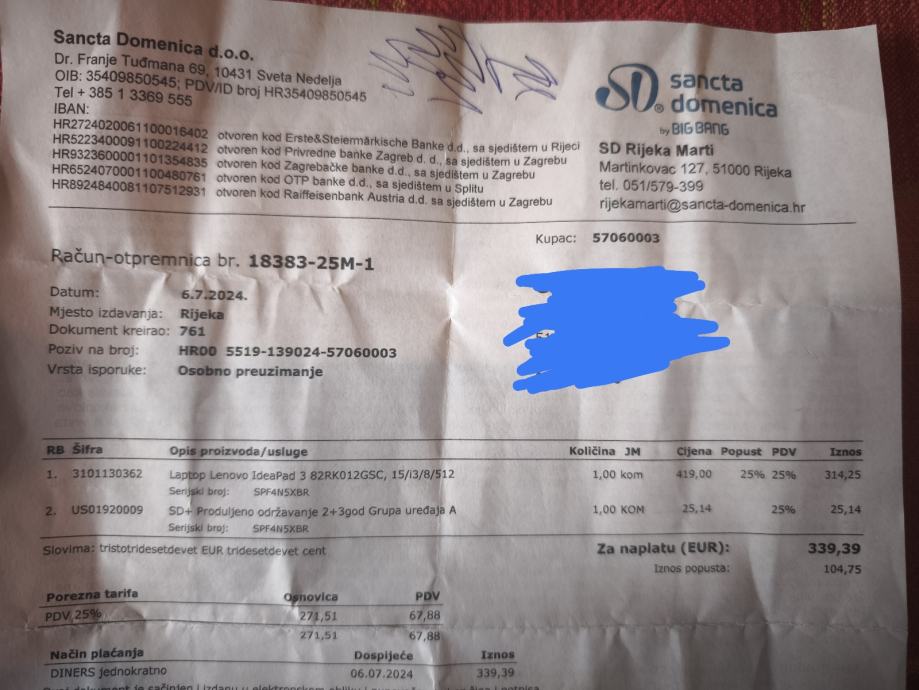 Sancta Domenica d.o.o.
Dr. Franje Tuđmana 69, 10431 Sveta Nedelja
OIB: 35409850545; PDV/ID broj HR35409850545
Tel + 385 1 3369 555
IBAN:
HR2724020061100016402 otvoren kod Erste&Steiermärkische Banke d.d., sa sjedištem u Rijeci
HR5223400091100224412 otvoren kod Privredne banke Zagreb d. d., sa sjedištem u Zagrebu
HR9323600001101354835 otvoren kod Zagrebačke banke d.d., sa sjedištem u Zagrebu
HR6524070001100480761 otvoren kod OTP banke d.d., sa sjedištem u Splitu
HR8924840081107512931 otvoren kod Raiffeisenbank Austria d.d. sa sjedištem u Zagrebu
SD® sancta domenica
by BIG BANG
SD Rijeka Marti
Martinkovac 127, 51000 Rijeka
tel. 051/579-399
rijekamarti@sancta-domenica.hr
Kupac: 57060003
Račun-otpremnica br. 18383-25M-1
Datum: 6.7.2024.
Mjesto izdavanja: Rijeka
Dokument kreirao: 761
Poziv na broj: HR00 5519-139024-57060003
Vrsta isporuke: Osobno preuzimanje
RB Šifra Opis proizvoda/usluge Količina JM Cijena Popust PDV Iznos
1. 3101130362 Laptop Lenovo IdeaPad 3 82RK012GSC, 15/i3/8/512 1,00 kom 419,00 25% 25% 314,25
Serijski broj: SPF4N5XBR
2. US01920009 SD+ Produljeno održavanje 2+3god Grupa uređaja A 1,00 KOM 25,14 25% 25,14
Serijski broj: SPF4N5XBR
Slovima: tristotridesetdevet EUR tridesetdevet cent
Za naplatu (EUR): 339,39
Iznos popusta: 104,75
Porezna tarifa Osnovica PDV
PDV 25% 271,51 67,88
271,51 67,88
Način plaćanja Dospijeće Iznos
DINERS jednokratno 06.07.2024 339,39